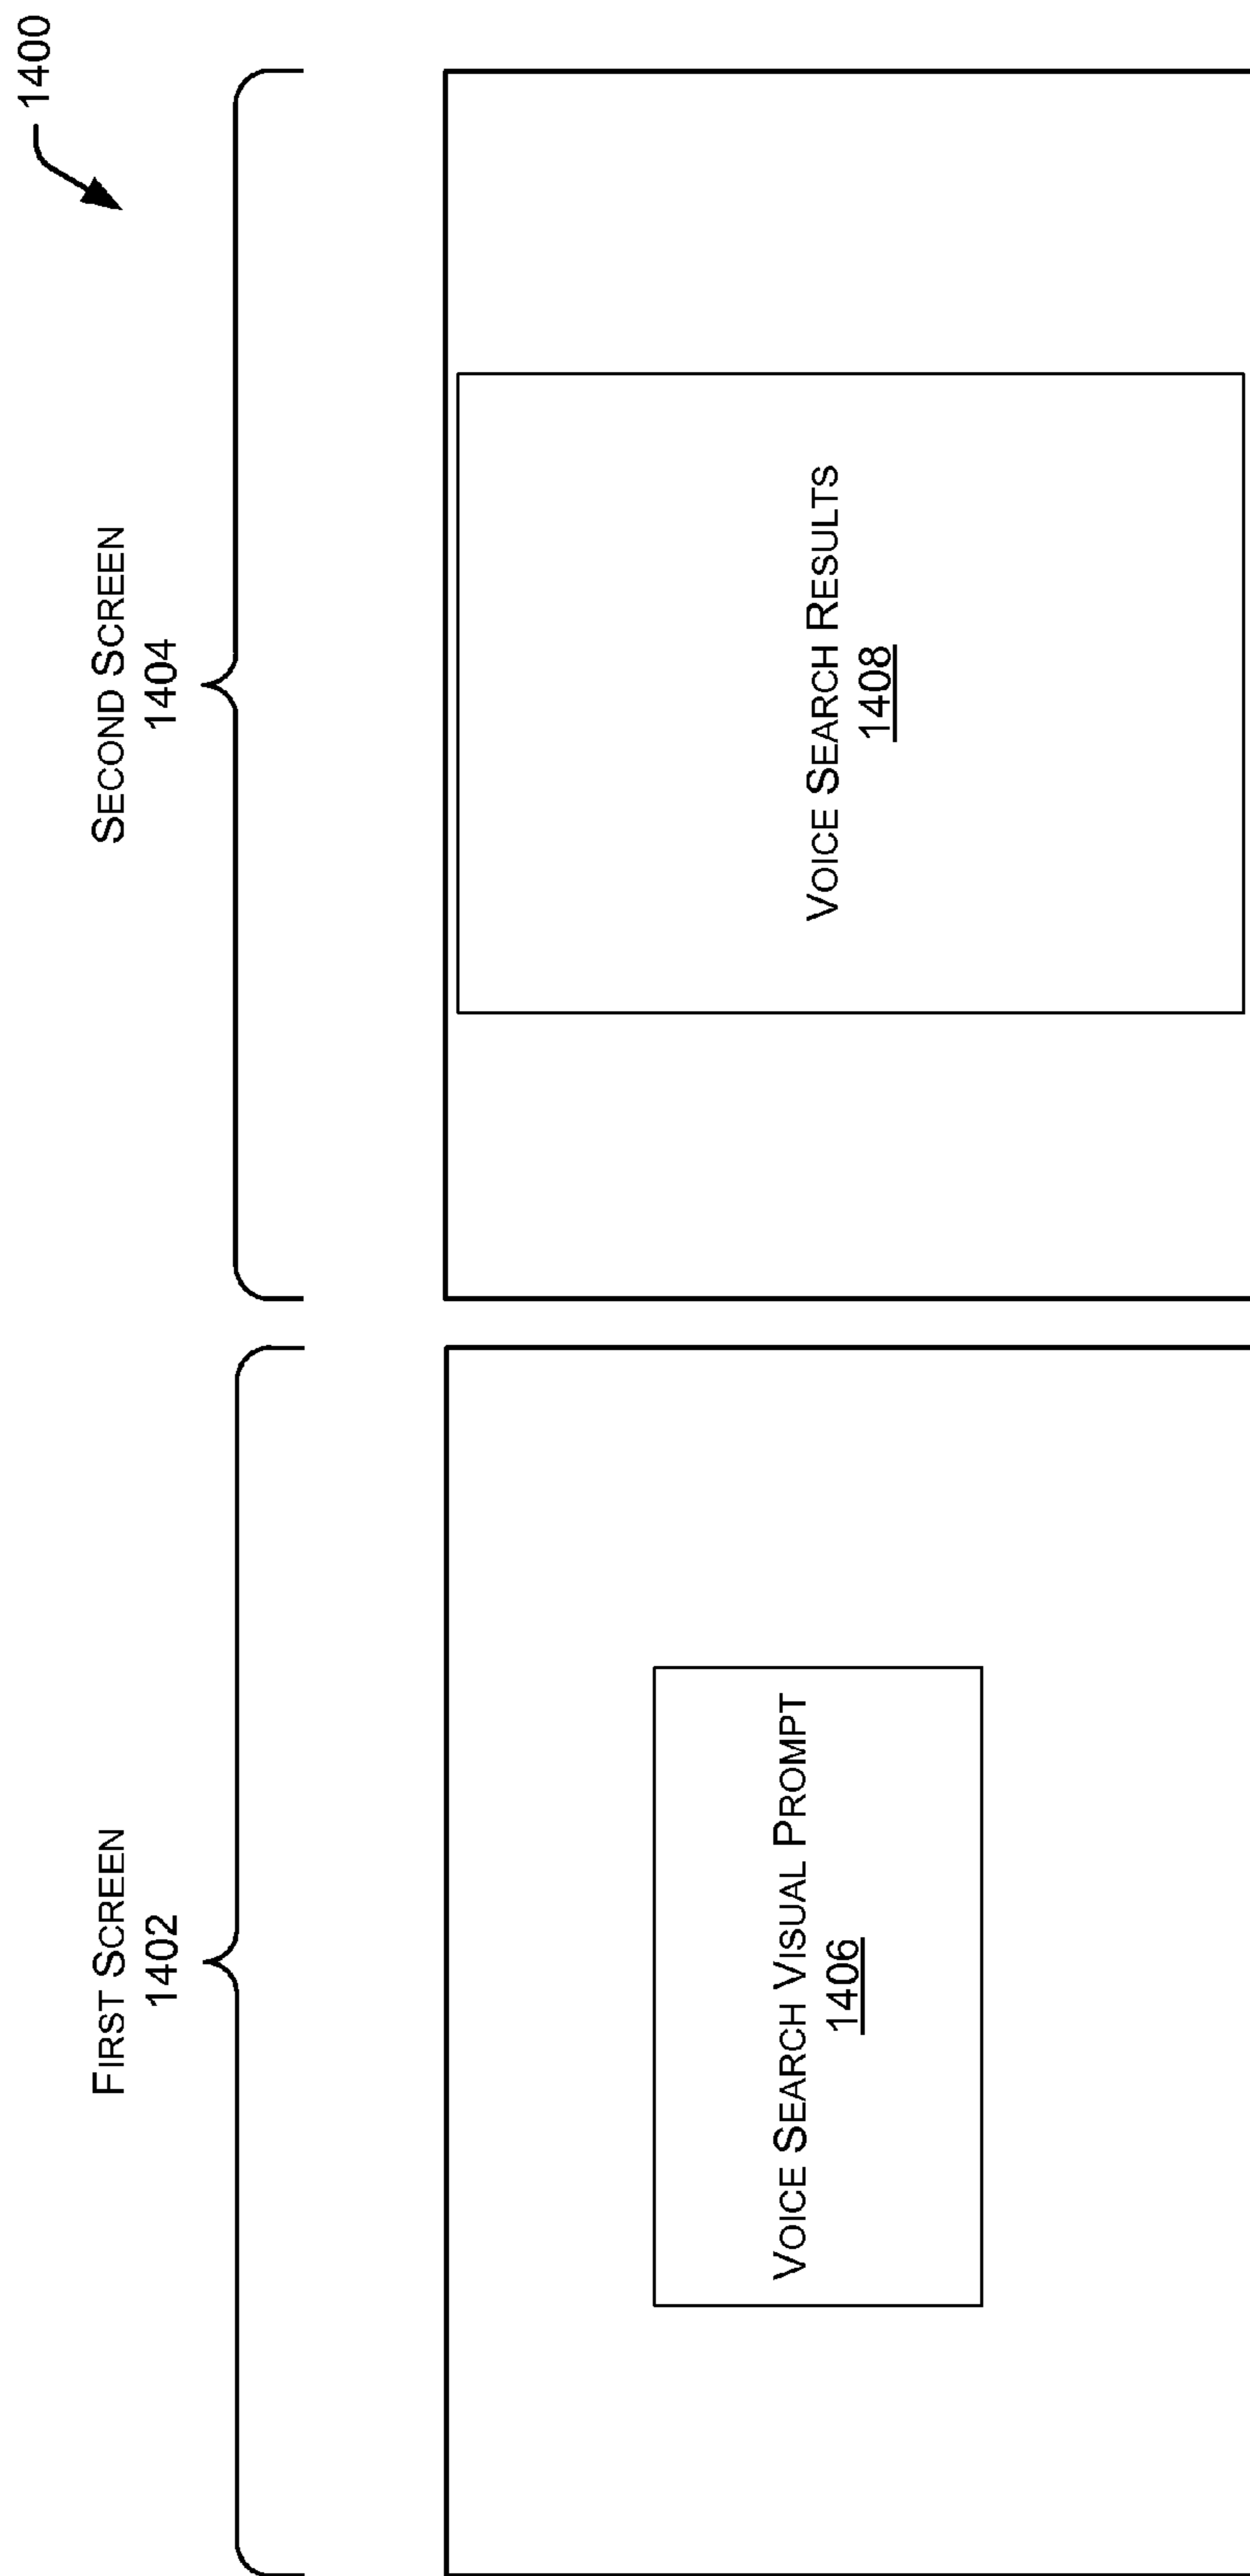 1400
FIRST SCREEN
1402
SECOND SCREEN
1404
VOICE SEARCH VISUAL PROMPT
1406
VOICE SEARCH RESULTS
1408